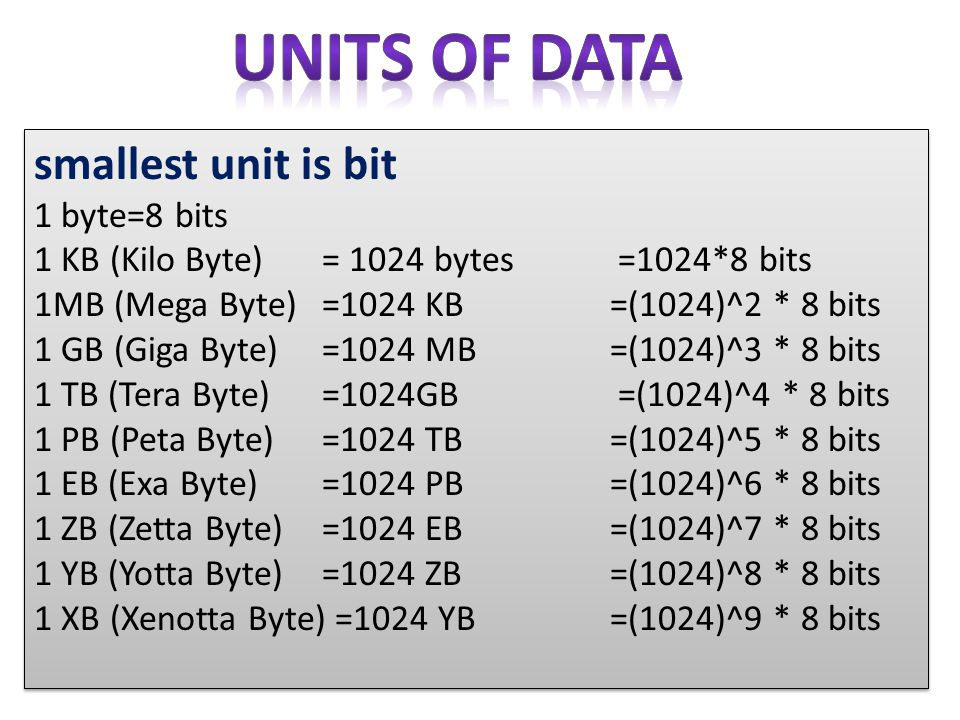 UNITS OF DATA
smallest unit is bit
1 byte=8 bits
1 KB (Kilo Byte) = 1024 bytes =1024*8 bits
1MB (Mega Byte) =1024 KB =(1024)^2 * 8 bits
1 GB (Giga Byte) =1024 MB =(1024)^3 * 8 bits
1 TB (Tera Byte) =1024GB =(1024)^4 * 8 bits
1 PB (Peta Byte) =1024 TB =(1024)^5 * 8 bits
1 EB (Exa Byte) =1024 PB =(1024)^6 * 8 bits
1 ZB (Zetta Byte) =1024 EB =(1024)^7 * 8 bits
1 YB (Yotta Byte) =1024 ZB =(1024)^8 * 8 bits
1 XB (Xenotta Byte) =1024 YB =(1024)^9 * 8 bits